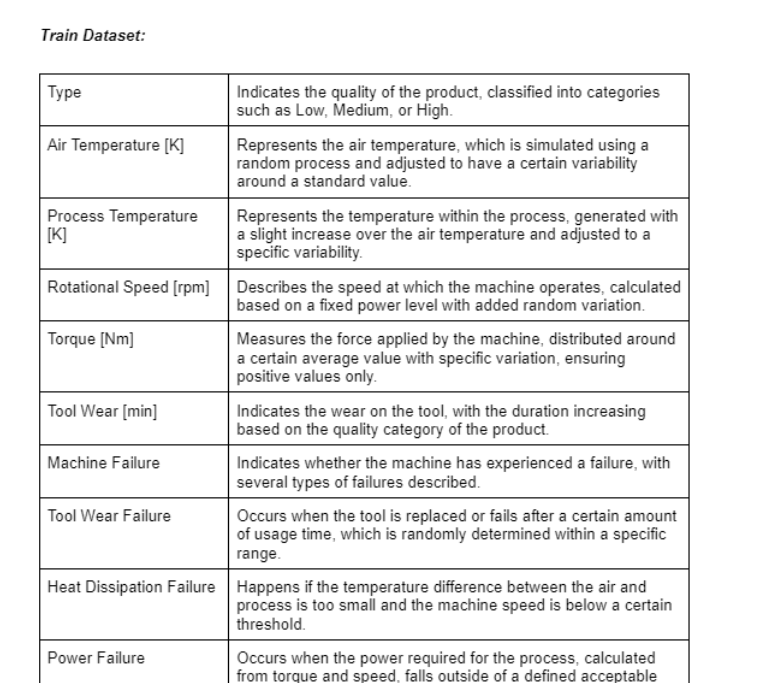 Train Dataset:
Type
Indicates the quality of the product, classified into categories
such as Low, Medium, or High.
Air Temperature [K]
Represents the air temperature, which is simulated using a
random process and adjusted to have a certain variability
around a standard value.
Process Temperature
[K]
Represents the temperature within the process, generated with
a slight increase over the air temperature and adjusted to a
specific variability.
Rotational Speed [rpm]
Describes the speed at which the machine operates, calculated
based on a fixed power level with added random variation.
Torque [Nm]
Measures the force applied by the machine, distributed around
a certain average value with specific variation, ensuring
positive values only.
Tool Wear [min]
Indicates the wear on the tool, with the duration increasing
based on the quality category of the product.
Machine Failure
Indicates whether the machine has experienced a failure, with
several types of failures described.
Tool Wear Failure
Occurs when the tool is replaced or fails after a certain amount
of usage time, which is randomly determined within a specific
range.
Heat Dissipation Failure
Happens if the temperature difference between the air and
process is too small and the machine speed is below a certain
threshold.
Power Failure
Occurs when the power required for the process, calculated
from torque and speed, falls outside of a defined acceptable